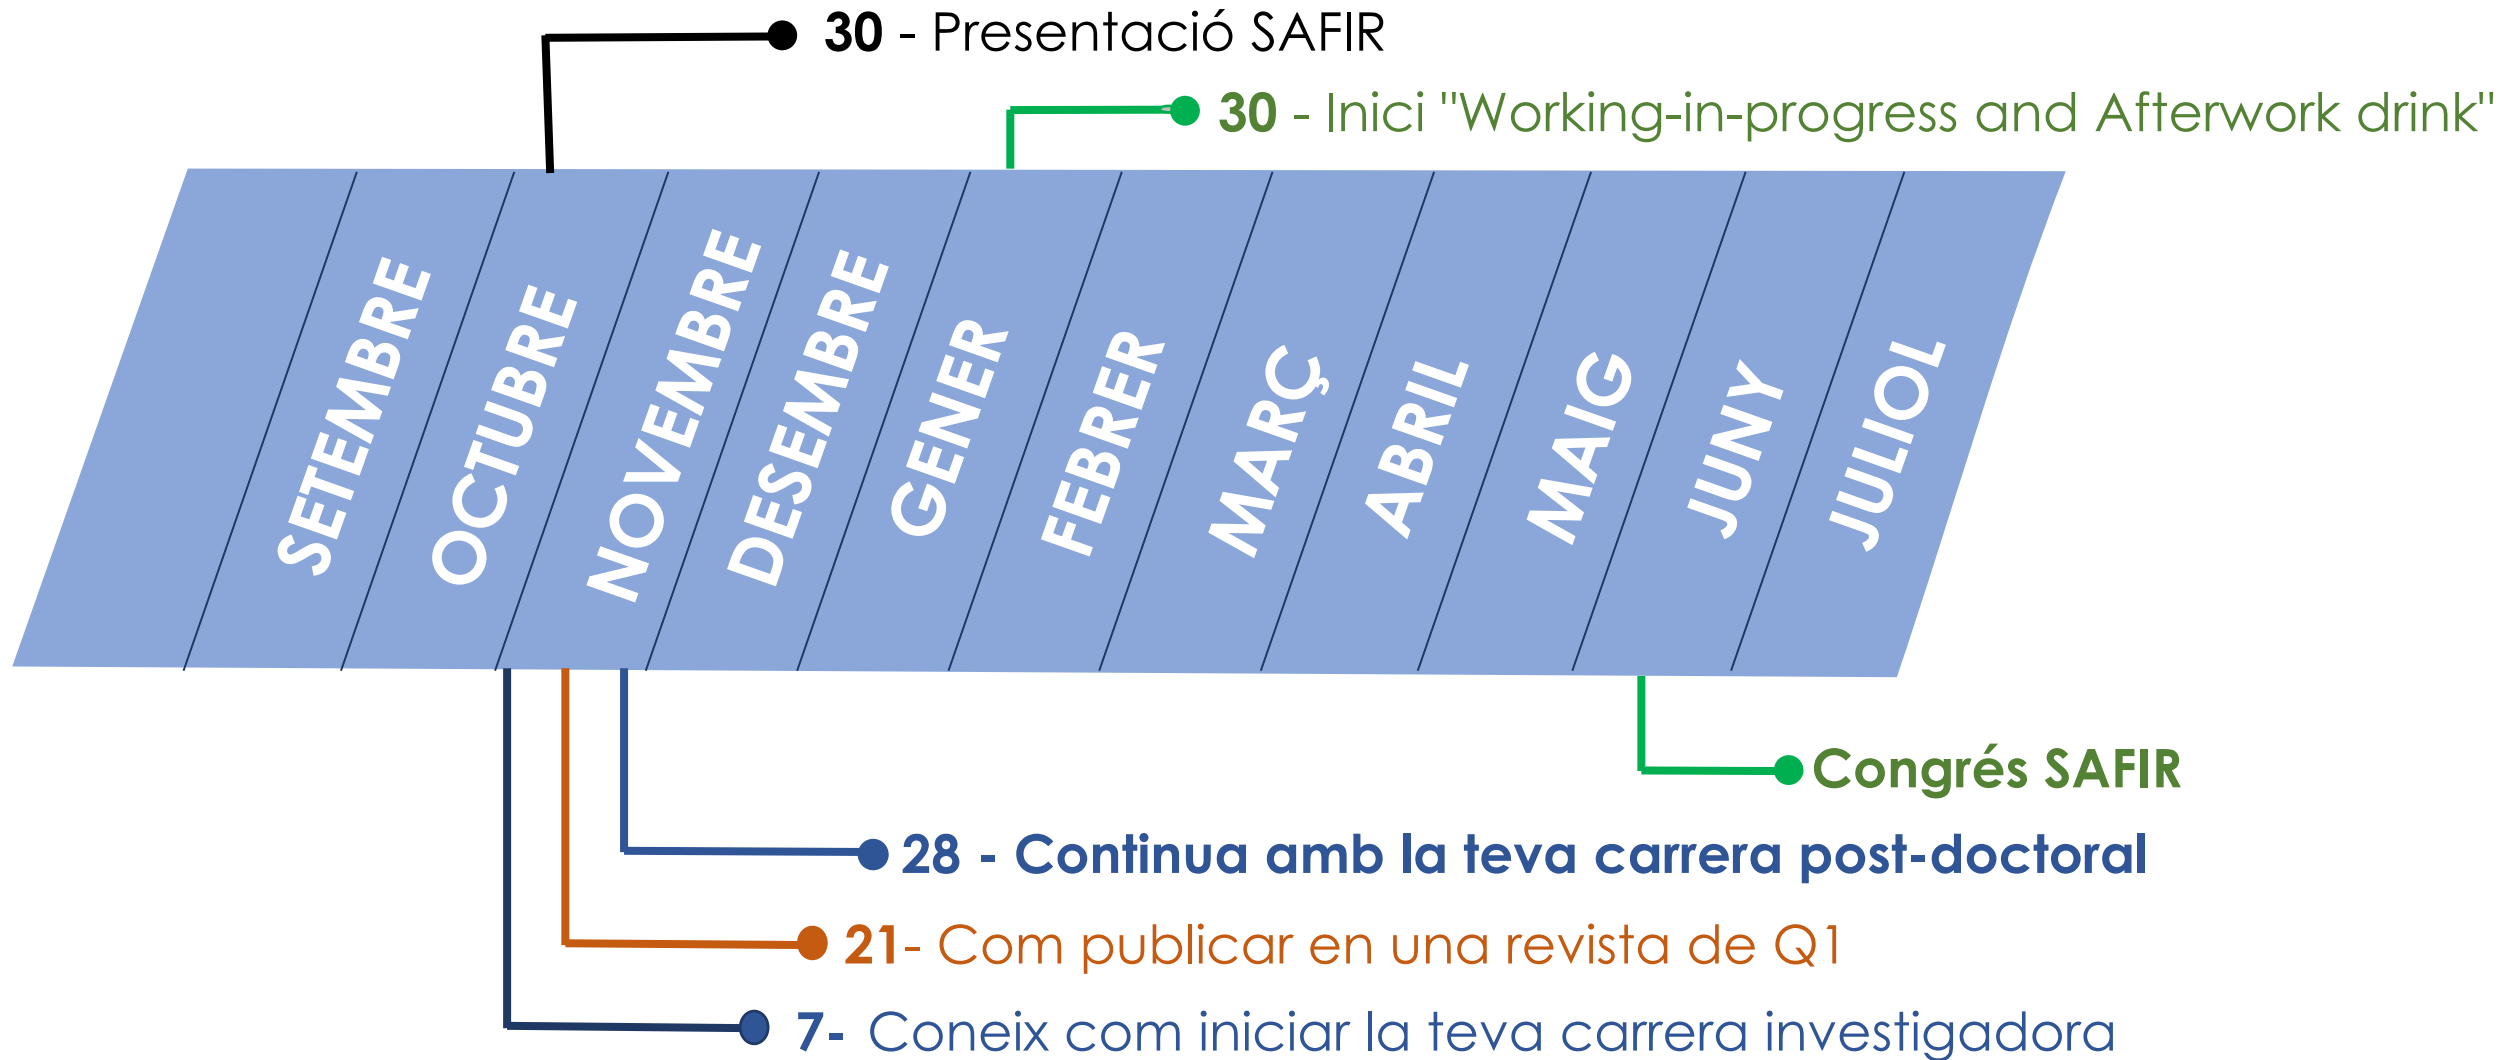 30 - Presentació SAFIR
30 - Inici "Working-in-progess and Afterwork drink"
SETEMBRE
OCTUBRE
NOVEMBRE
DESEMBRE
GENER
FEBRER
MARÇ
ABRIL
MAIG
JUNY
JULIOL
Congrés SAFIR
28 - Continua amb la teva carrera post-doctoral
21- Com publicar en una revista de Q1
7- Coneix com iniciar la teva carrera investigadora